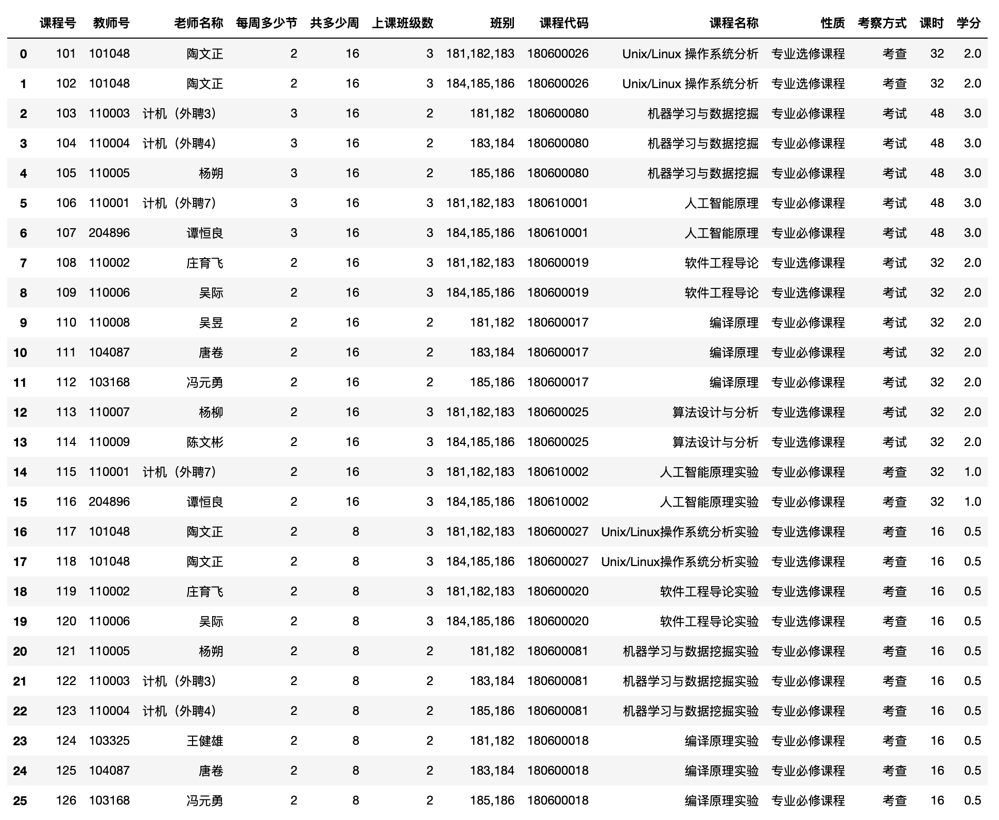 课程号 教师号 老师名称 每周多少节 共多少周 上课班级数 班别 课程代码 课程名称 性质 考察方式 课时 学分
0 101 101048 陶文正 2 16 3 181,182,183 180600026 Unix/Linux 操作系统分析 专业选修课程 考查 32 2.0
1 102 101048 陶文正 2 16 3 184,185,186 180600026 Unix/Linux 操作系统分析 专业选修课程 考查 32 2.0
2 103 110003 计机（外聘3） 3 16 2 181,182 180600080 机器学习与数据挖掘 专业必修课程 考试 48 3.0
3 104 110004 计机（外聘4） 3 16 2 183,184 180600080 机器学习与数据挖掘 专业必修课程 考试 48 3.0
4 105 110005 杨朔 3 16 2 185,186 180600080 机器学习与数据挖掘 专业必修课程 考试 48 3.0
5 106 110001 计机（外聘7） 3 16 3 181,182,183 180610001 人工智能原理 专业必修课程 考试 48 3.0
6 107 204896 谭恒良 3 16 3 184,185,186 180610001 人工智能原理 专业必修课程 考试 48 3.0
7 108 110002 庄育飞 2 16 3 181,182,183 180600019 软件工程导论 专业选修课程 考试 32 2.0
8 109 110006 吴际 2 16 3 184,185,186 180600019 软件工程导论 专业选修课程 考试 32 2.0
9 110 110008 吴昱 2 16 2 181,182 180600017 编译原理 专业必修课程 考试 32 2.0
10 111 104087 唐卷 2 16 2 183,184 180600017 编译原理 专业必修课程 考试 32 2.0
11 112 103168 冯元勇 2 16 2 185,186 180600017 编译原理 专业必修课程 考试 32 2.0
12 113 110007 杨柳 2 16 3 181,182,183 180600025 算法设计与分析 专业选修课程 考试 32 2.0
13 114 110009 陈文彬 2 16 3 184,185,186 180600025 算法设计与分析 专业选修课程 考试 32 2.0
14 115 110001 计机（外聘7） 2 16 3 181,182,183 180610002 人工智能原理实验 专业必修课程 考查 32 1.0
15 116 204896 谭恒良 2 16 3 184,185,186 180610002 人工智能原理实验 专业必修课程 考查 32 1.0
16 117 101048 陶文正 2 8 3 181,182,183 180600027 Unix/Linux操作系统分析实验 专业选修课程 考查 16 0.5
17 118 101048 陶文正 2 8 3 184,185,186 180600027 Unix/Linux操作系统分析实验 专业选修课程 考查 16 0.5
18 119 110002 庄育飞 2 8 3 181,182,183 180600020 软件工程导论实验 专业选修课程 考查 16 0.5
19 120 110006 吴际 2 8 3 184,185,186 180600020 软件工程导论实验 专业选修课程 考查 16 0.5
20 121 110005 杨朔 2 8 2 181,182 180600081 机器学习与数据挖掘实验 专业必修课程 考查 16 0.5
21 122 110003 计机（外聘3） 2 8 2 183,184 180600081 机器学习与数据挖掘实验 专业必修课程 考查 16 0.5
22 123 110004 计机（外聘4） 2 8 2 185,186 180600081 机器学习与数据挖掘实验 专业必修课程 考查 16 0.5
23 124 103325 王健雄 2 8 2 181,182 180600018 编译原理实验 专业必修课程 考查 16 0.5
24 125 104087 唐卷 2 8 2 183,184 180600018 编译原理实验 专业必修课程 考查 16 0.5
25 126 103168 冯元勇 2 8 2 185,186 180600018 编译原理实验 专业必修课程 考查 16 0.5